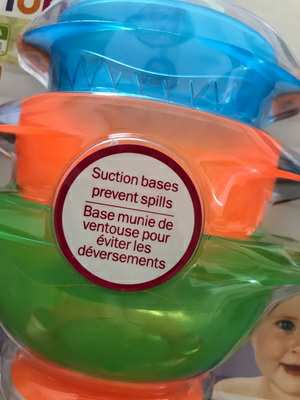 Suction bases
prevent spills
Base munie de
ventouse pour
éviter les
déversements